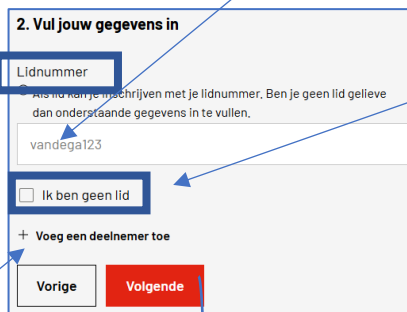 2. Vul jouw gegevens in
Lidnummer
Als lid kan je inschrijven met je lidnummer. Ben je geen lid gelieve
dan onderstaande gegevens in te vullen.
vandega123
Ik ben geen lid
+ Voeg een deelnemer toe
Vorige Volgende